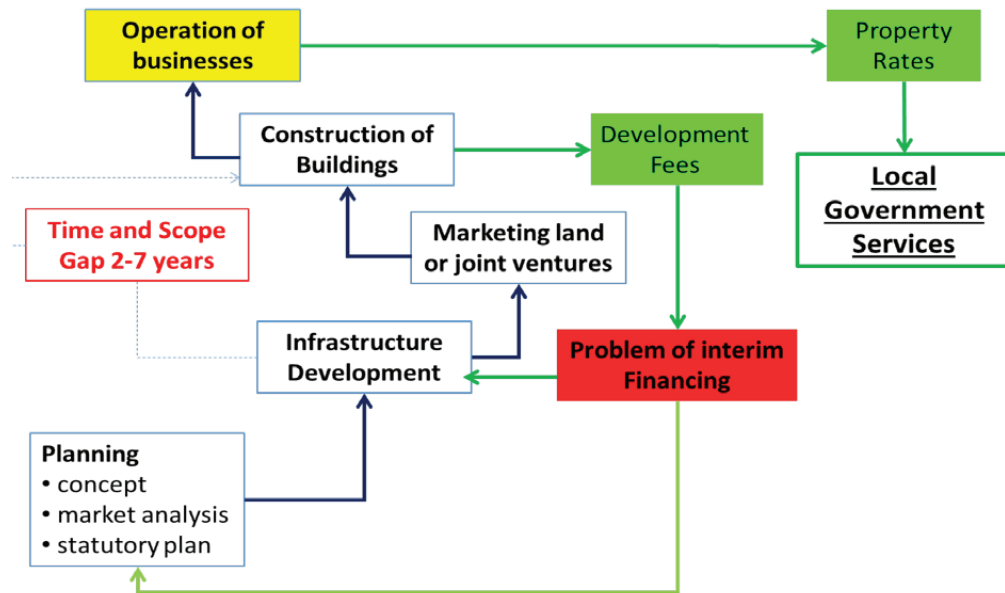 Operation of
businesses
Property
Rates
Construction of
Buildings
Development
Fees
Local
Government
Services
Time and Scope
Gap 2-7 years
Marketing land
or joint ventures
Infrastructure
Development
Problem of interim
Financing
Planning
• concept
• market analysis
• statutory plan